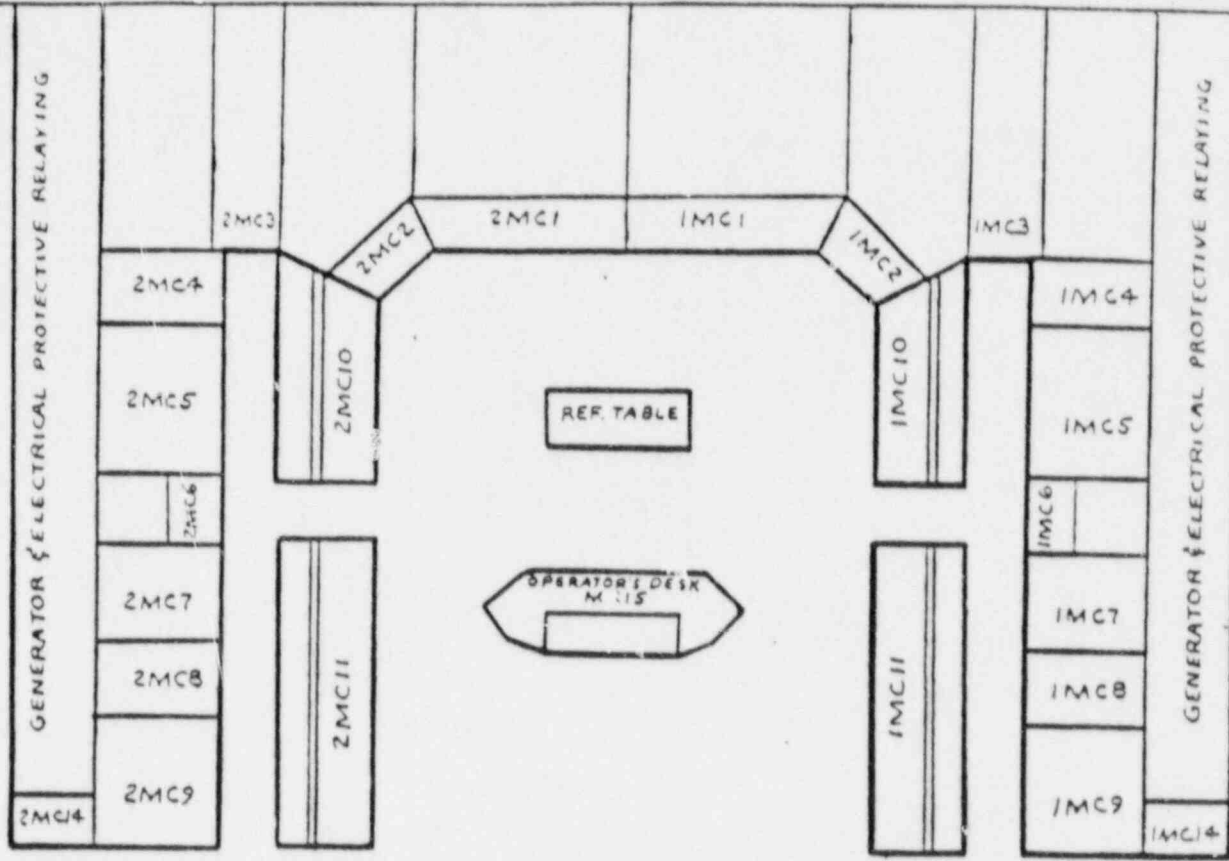 GENERATOR & ELECTRICAL PROTECTIVE RELAYING
2MC3
2MC2
2MC1
1MC1
1MC2
1MC3
2MC4
1MC4
2MC5
2MC10
REF. TABLE
1MC10
1MC5
2MC6
1MC6
OPERATOR'S DESK
2MC7
1MC7
2MC8
2MC11
1MC11
1MC8
2MC9
1MC9
2MC14
1MC14
GENERATOR & ELECTRICAL PROTECTIVE RELAYING